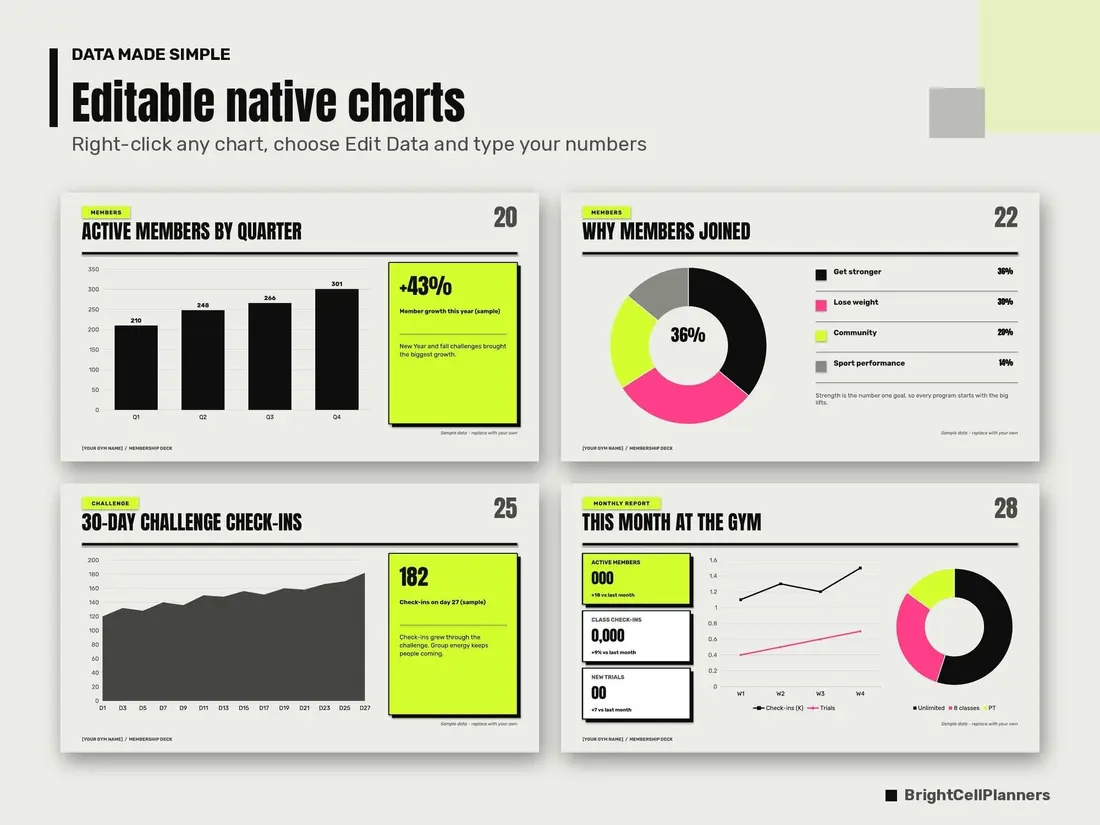 DATA MADE SIMPLE
Editable native charts
Right-click any chart, choose Edit Data and type your numbers
MEMBERS
20
ACTIVE MEMBERS BY QUARTER
350
300
250
200
150
100
50
0
210
248
266
301
Q1 Q2 Q3 Q4
+43%
Member growth this year (sample)
New Year and fall challenges brought
the biggest growth.
Sample data - replace with your own
[YOUR GYM NAME] / MEMBERSHIP DECK
MEMBERS
22
WHY MEMBERS JOINED
36%
Get stronger 36%
Lose weight 30%
Community 20%
Sport performance 14%
Strength is the number one goal, so every program starts with the big
lifts.
Sample data - replace with your own
[YOUR GYM NAME] / MEMBERSHIP DECK
CHALLENGE
25
30-DAY CHALLENGE CHECK-INS
200
180
160
140
120
100
80
60
40
20
0
D1 D3 D5 D7 D9 D11 D13 D15 D17 D19 D21 D23 D25 D27
182
Check-ins on day 27 (sample)
Check-ins grew through the
challenge. Group energy keeps
people coming.
Sample data - replace with your own
[YOUR GYM NAME] / MEMBERSHIP DECK
MONTHLY REPORT
28
THIS MONTH AT THE GYM
ACTIVE MEMBERS
000
+18 vs last month
CLASS CHECK-INS
0,000
+9% vs last month
NEW TRIALS
00
+7 vs last month
1.6
1.4
1.2
1
0.8
0.6
0.4
0.2
0
W1 W2 W3 W4
Check-ins (K) Trials
Unlimited 8 classes PT
Sample data - replace with your own
[YOUR GYM NAME] / MEMBERSHIP DECK
BrightCellPlanners